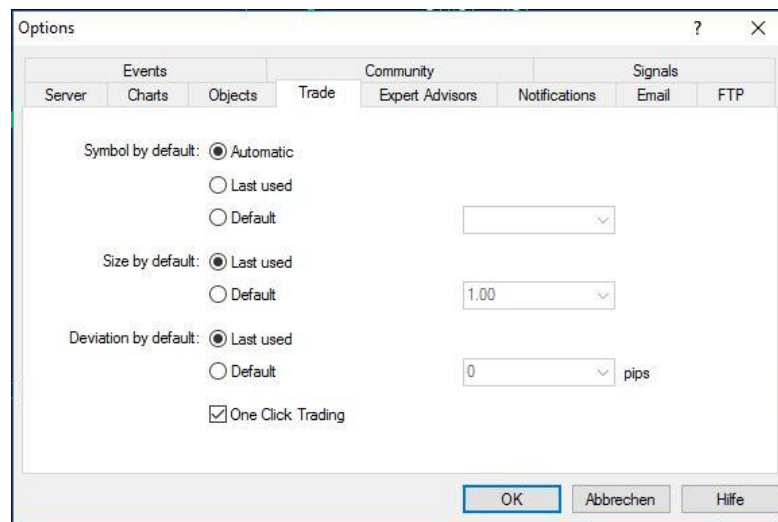 Options
Events Community Signals
Server Charts Objects Trade Expert Advisors Notifications Email FTP
Symbol by default: Automatic
Last used
Default
Size by default: Last used
Default 1.00
Deviation by default: Last used
Default 0 pips
One Click Trading
OK Abbrechen Hilfe